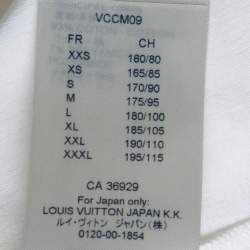 VCCM09
FR CH
XXS 160/80
XS 165/85
S 170/90
M 175/95
L 180/100
XL 185/105
XXL 190/110
XXXL 195/115
CA 36929
For Japan only:
LOUIS VUITTON JAPAN K.K.
ルイ・ヴィトン ジャパン(株)
0120-00-1854